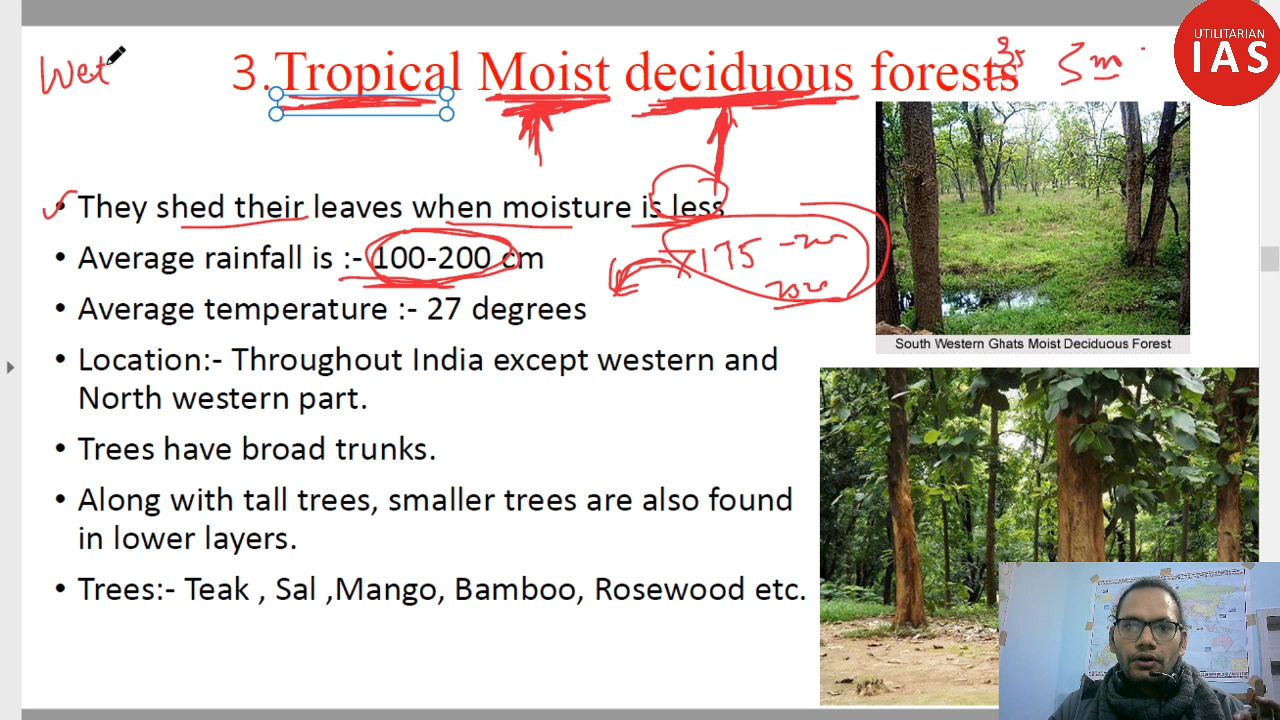 UTILITARIAN
IAS
Wet
3.Tropical Moist deciduous forests
• They shed their leaves when moisture is less
• Average rainfall is :- 100-200 cm
175
• Average temperature :- 27 degrees
South Western Ghats Moist Deciduous Forest
• Location:- Throughout India except western and
North western part.
• Trees have broad trunks.
• Along with tall trees, smaller trees are also found
in lower layers.
• Trees:- Teak , Sal ,Mango, Bamboo, Rosewood etc.